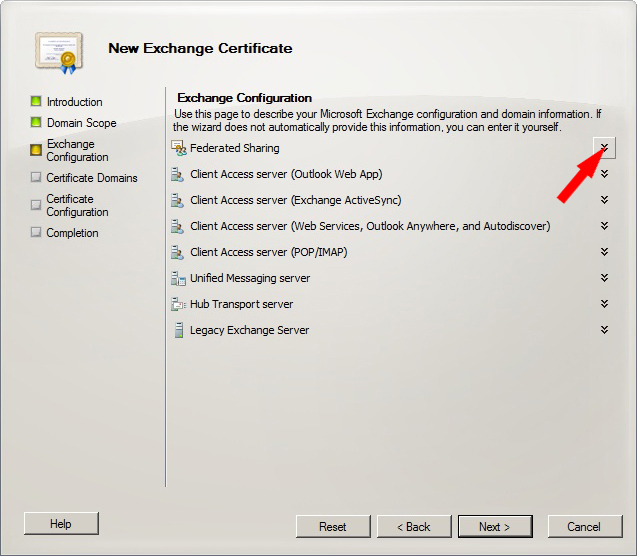 New Exchange Certificate
Introduction
Domain Scope
Exchange
Configuration
Certificate Domains
Certificate
Configuration
Completion
Exchange Configuration
Use this page to describe your Microsoft Exchange configuration and domain information. If
the wizard does not automatically provide this information, you can enter it yourself.
Federated Sharing
Client Access server (Outlook Web App)
Client Access server (Exchange ActiveSync)
Client Access server (Web Services, Outlook Anywhere, and Autodiscover)
Client Access server (POP/IMAP)
Unified Messaging server
Hub Transport server
Legacy Exchange Server
Help
Reset
< Back
Next >
Cancel